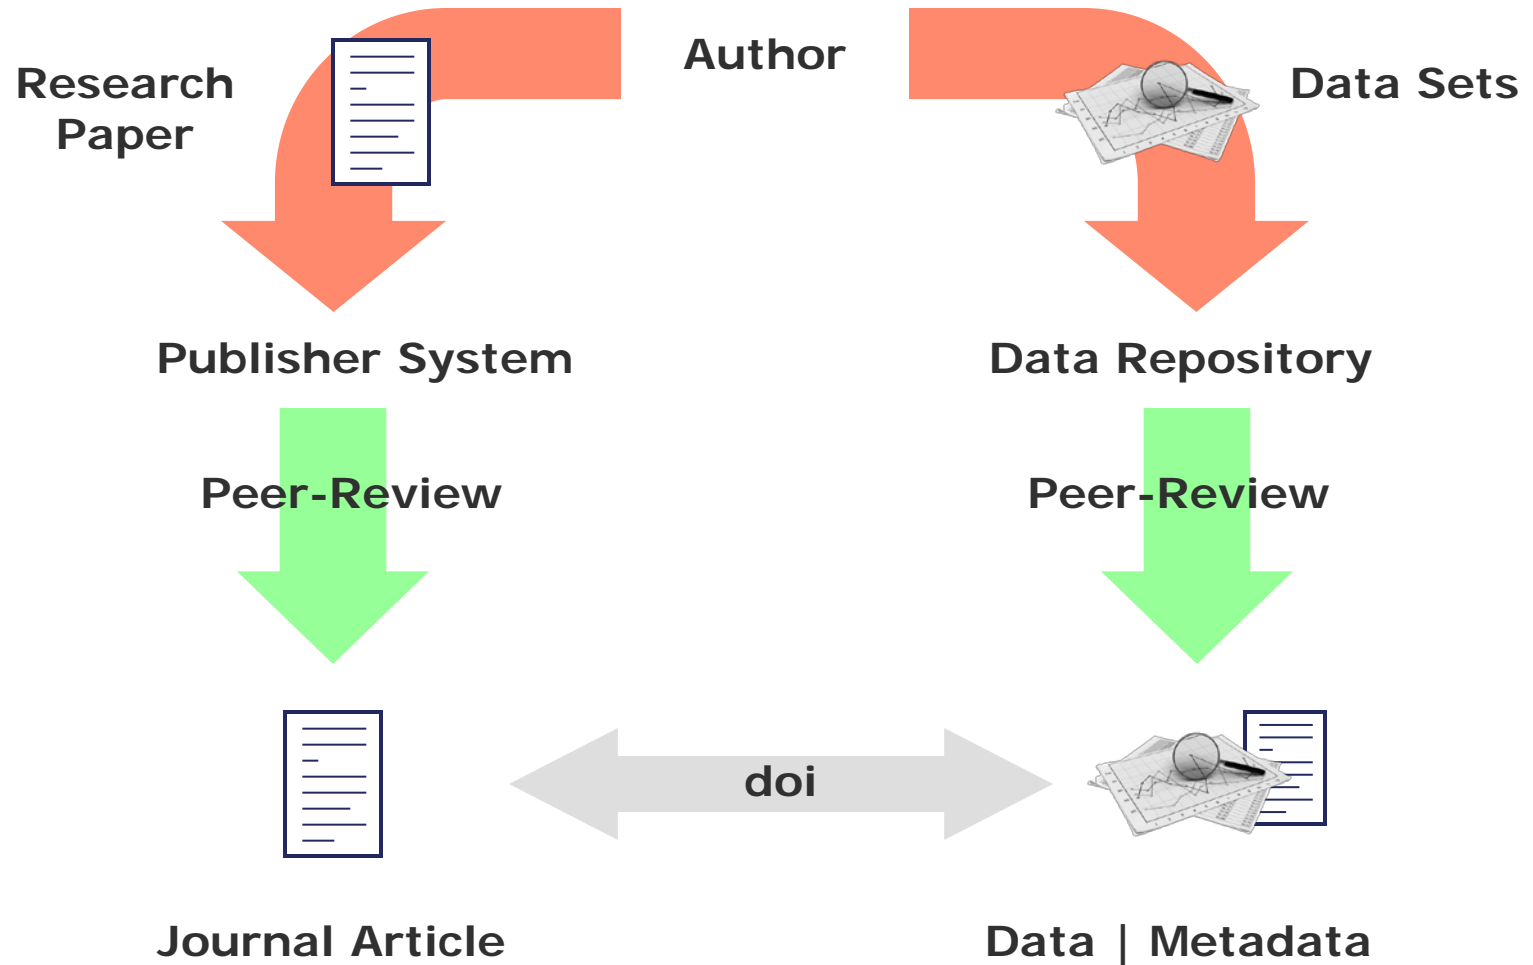 Author
Research
Paper
Data Sets
Publisher System
Data Repository
Peer-Review
Peer-Review
doi
Journal Article
Data | Metadata